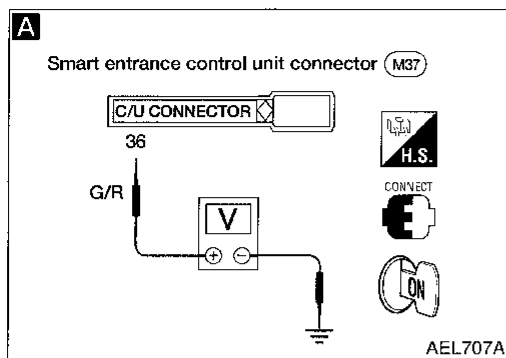 A
Smart entrance control unit connector (M37)
C/U CONNECTOR
36
H.S.
G/R
CONNECT
V
+ −
ON
AEL707A